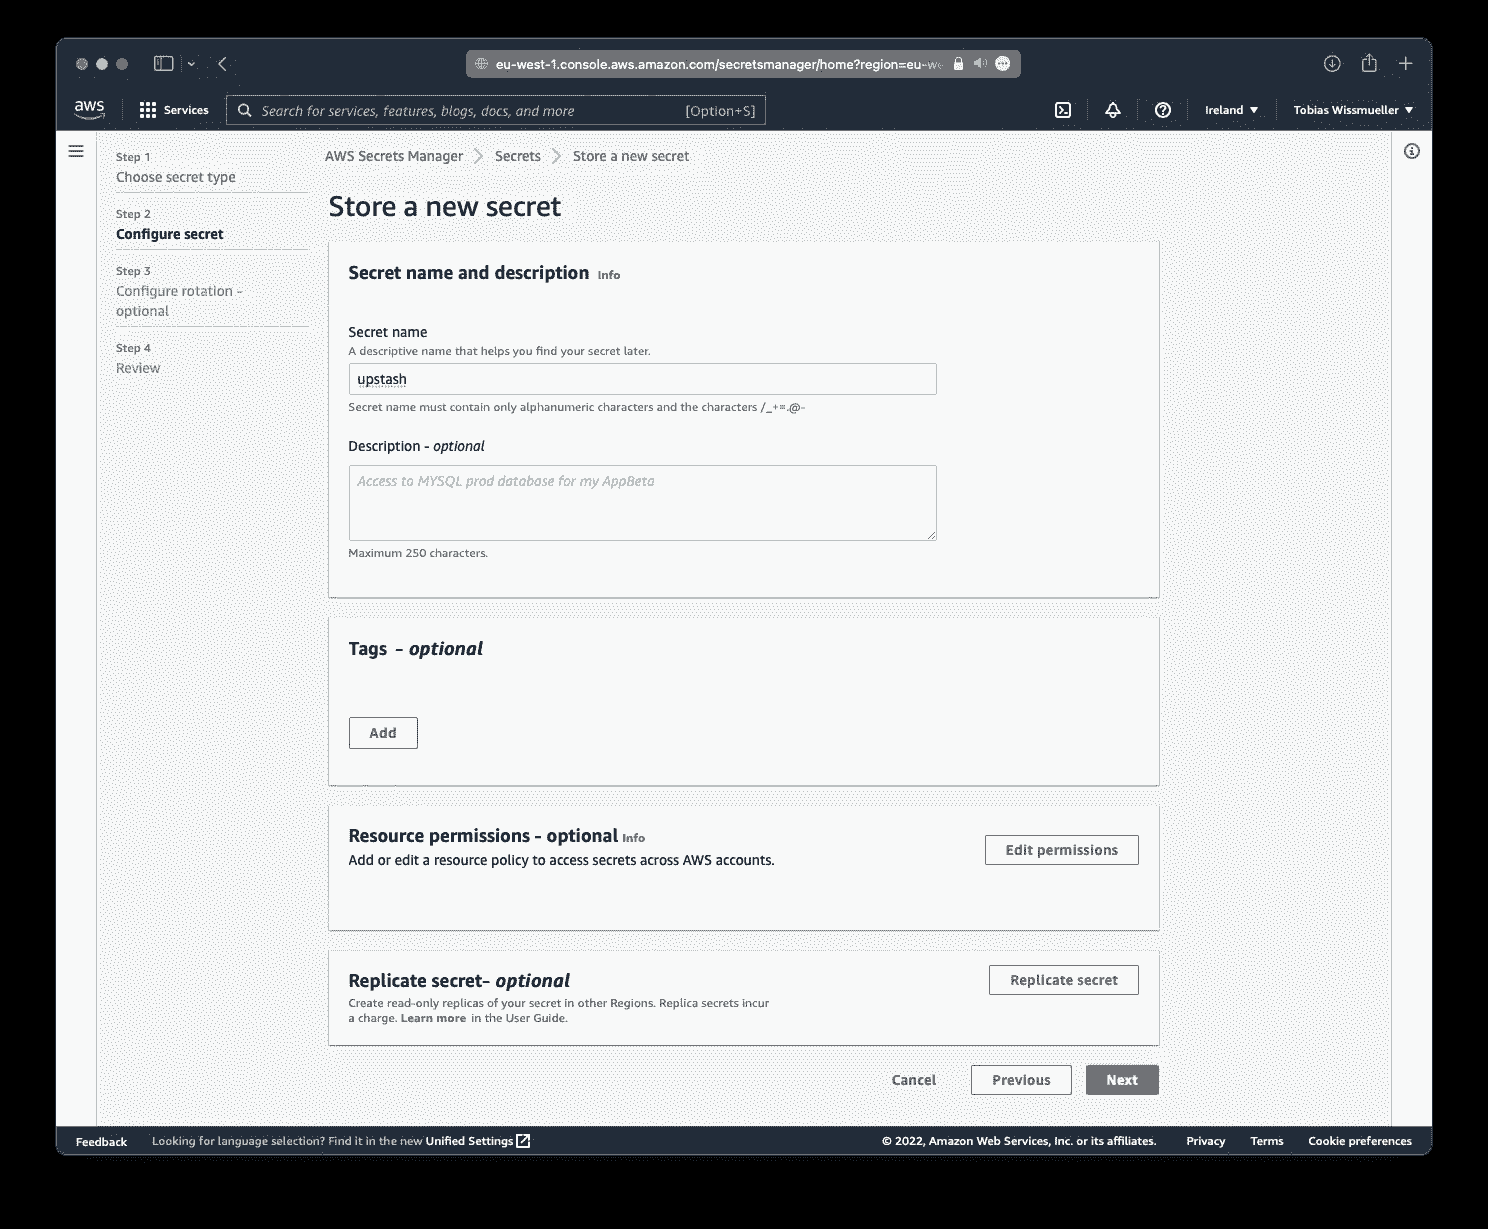 eu-west-1.console.aws.amazon.com/secretsmanager/home?region=eu-we
aws
Services
Search for services, features, blogs, docs, and more
[Option+S]
Ireland
Tobias Wissmueller
Step 1
Choose secret type
Step 2
Configure secret
Step 3
Configure rotation -
optional
Step 4
Review
AWS Secrets Manager
Secrets
Store a new secret
Store a new secret
Secret name and description Info
Secret name
A descriptive name that helps you find your secret later.
upstash
Secret name must contain only alphanumeric characters and the characters /_+=.@-
Description - optional
Access to MYSQL prod database for my AppBeta
Maximum 250 characters.
Tags - optional
Add
Resource permissions - optional Info
Add or edit a resource policy to access secrets across AWS accounts.
Edit permissions
Replicate secret- optional
Create read-only replicas of your secret in other Regions. Replica secrets incur
a charge. Learn more in the User Guide.
Replicate secret
Cancel
Previous
Next
Feedback
Looking for language selection? Find it in the new Unified Settings
© 2022, Amazon Web Services, Inc. or its affiliates.
Privacy
Terms
Cookie preferences